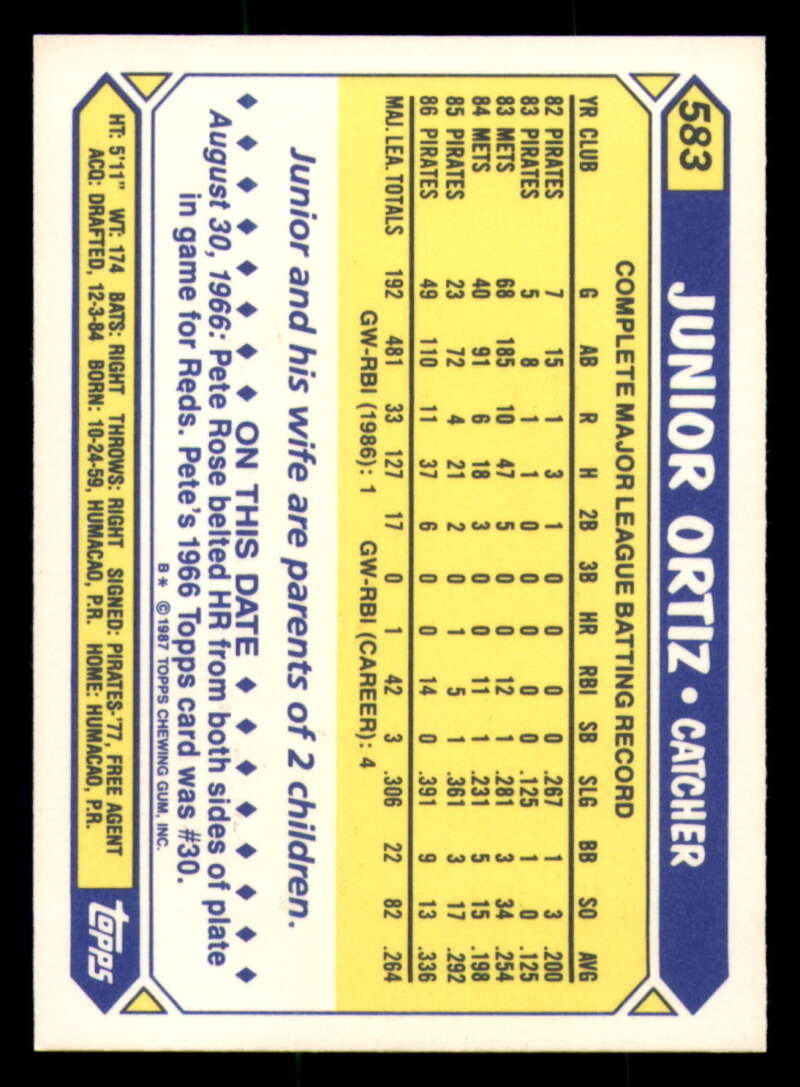 583
JUNIOR ORTIZ • CATCHER
COMPLETE MAJOR LEAGUE BATTING RECORD
YR CLUB G AB R H 2B 3B HR RBI SB SLG BB SO AVG
82 PIRATES 7 15 1 3 1 0 0 0 0 .267 1 3 .200
83 PIRATES 5 8 1 1 0 0 0 0 0 .125 1 0 .125
83 METS 68 185 10 47 5 0 0 12 1 .281 3 34 .254
84 METS 40 91 6 18 3 0 0 11 1 .231 5 15 .198
85 PIRATES 23 72 4 21 2 0 1 5 1 .361 3 17 .292
86 PIRATES 49 110 11 37 6 0 0 14 0 .391 9 13 .336
MAJ. LEA. TOTALS 192 481 33 127 17 0 1 42 3 .306 22 82 .264
GW-RBI (1986): 1 GW-RBI (CAREER): 4
Junior and his wife are parents of 2 children.
♦ ♦ ♦ ♦ ♦ ♦ ♦ ♦ ON THIS DATE ♦ ♦ ♦ ♦ ♦ ♦ ♦ ♦
August 30, 1966: Pete Rose belted HR from both sides of plate
in game for Reds. Pete's 1966 Topps card was #30.
B* ©1987 TOPPS CHEWING GUM, INC.
HT: 5'11" WT: 174 BATS: RIGHT THROWS: RIGHT SIGNED: PIRATES-'77, FREE AGENT
ACQ: DRAFTED, 12-3-84 BORN: 10-24-59, HUMACAO, P.R. HOME: HUMACAO, P.R.
topps